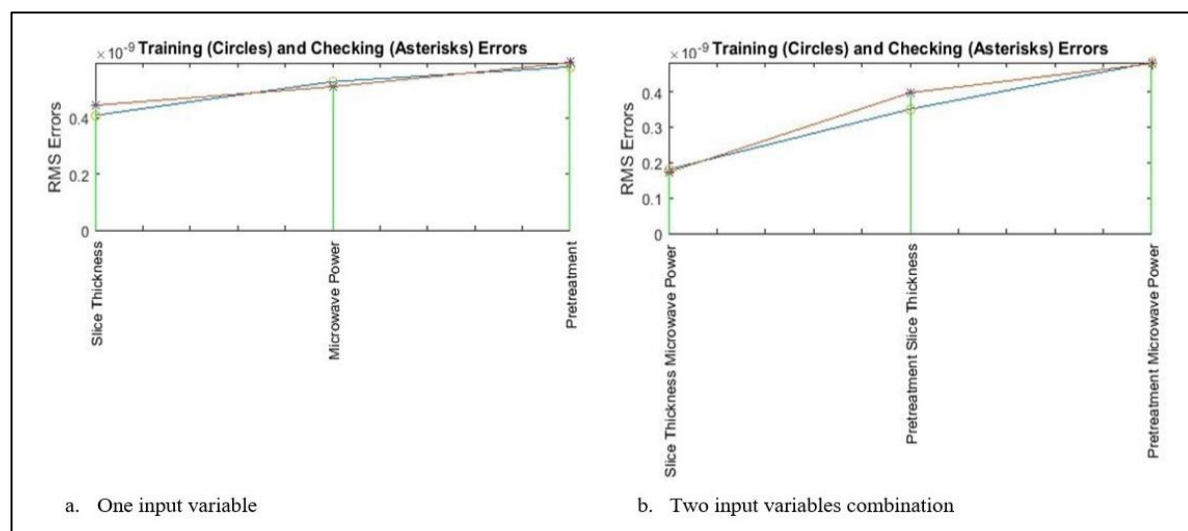 ×10⁻⁹ Training (Circles) and Checking (Asterisks) Errors
RMS Errors
0.4
0.2
0
Slice Thickness
Microwave Power
Pretreatment
a. One input variable
×10⁻⁹ Training (Circles) and Checking (Asterisks) Errors
RMS Errors
0.4
0.3
0.2
0.1
0
Slice Thickness Microwave Power
Pretreatment Slice Thickness
Pretreatment Microwave Power
b. Two input variables combination